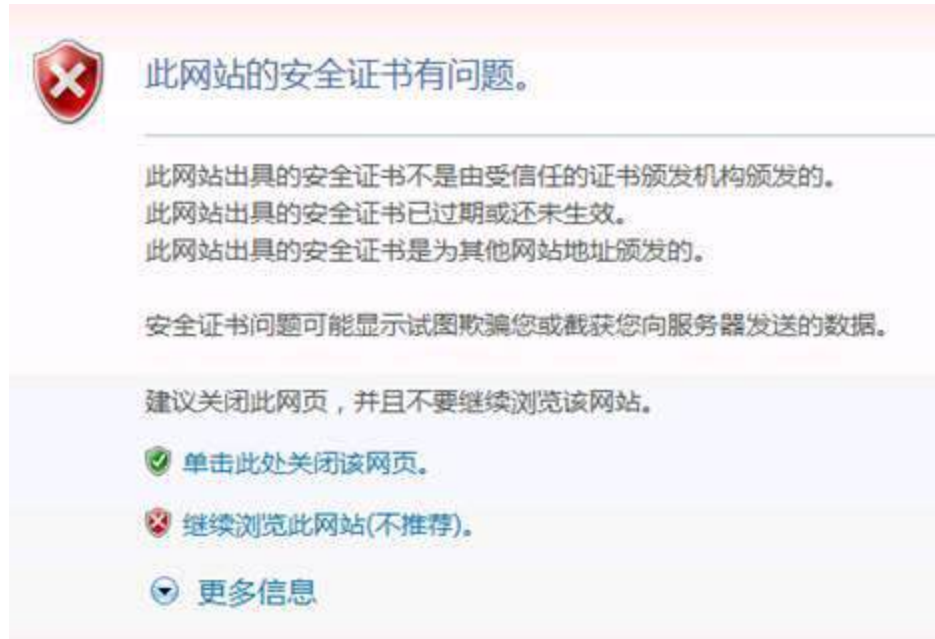 此网站的安全证书有问题。
此网站出具的安全证书不是由受信任的证书颁发机构颁发的。
此网站出具的安全证书已过期或还未生效。
此网站出具的安全证书是为其他网站地址颁发的。
安全证书问题可能显示试图欺骗您或截获您向服务器发送的数据。
建议关闭此网页，并且不要继续浏览该网站。
单击此处关闭该网页。
继续浏览此网站(不推荐)。
更多信息